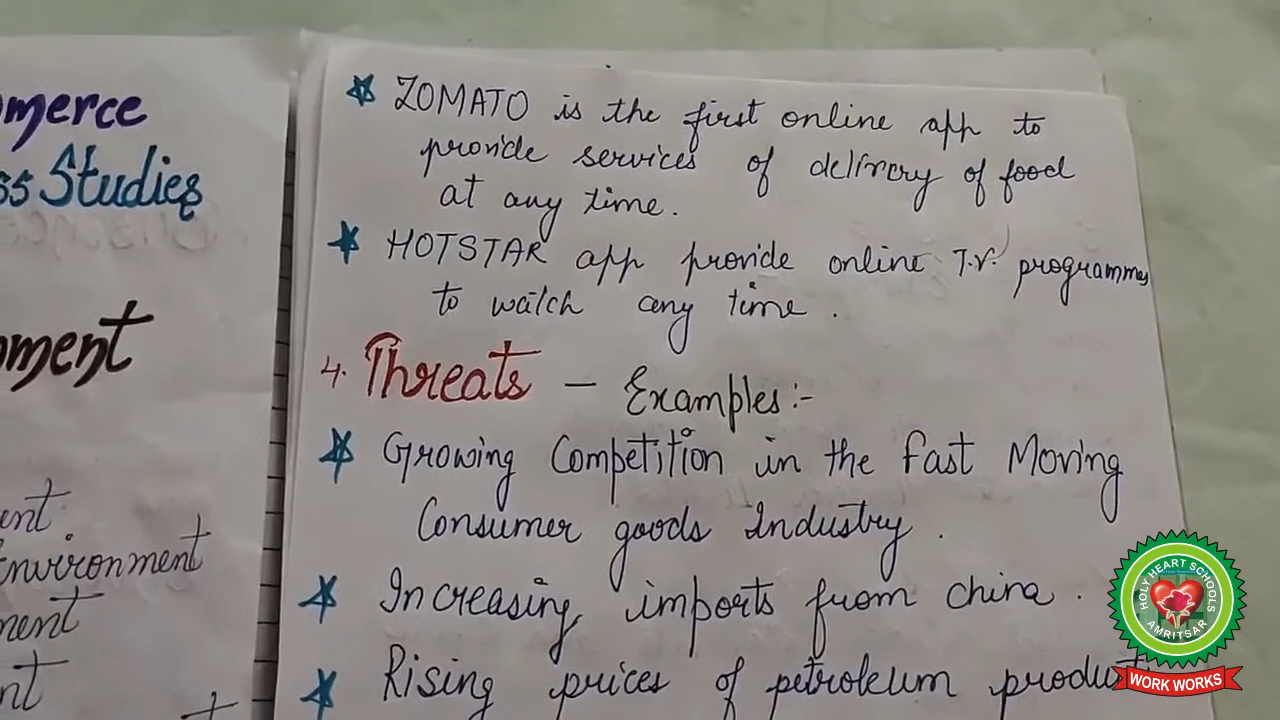 merce
ss Studies
nment
ent
Environment
ment
nt
ZOMATO is the first online app to
provide services of delivery of food
at any time.
HOTSTAR app provide online T.V. programmes
to watch any time.
4. Threats – Examples:-
Growing Competition in the Fast Moving
Consumer goods Industry.
Increasing imports from china.
Rising prices of petroleum product
HOLY HEART SCHOOLS
AMRITSAR
WORK WORKS